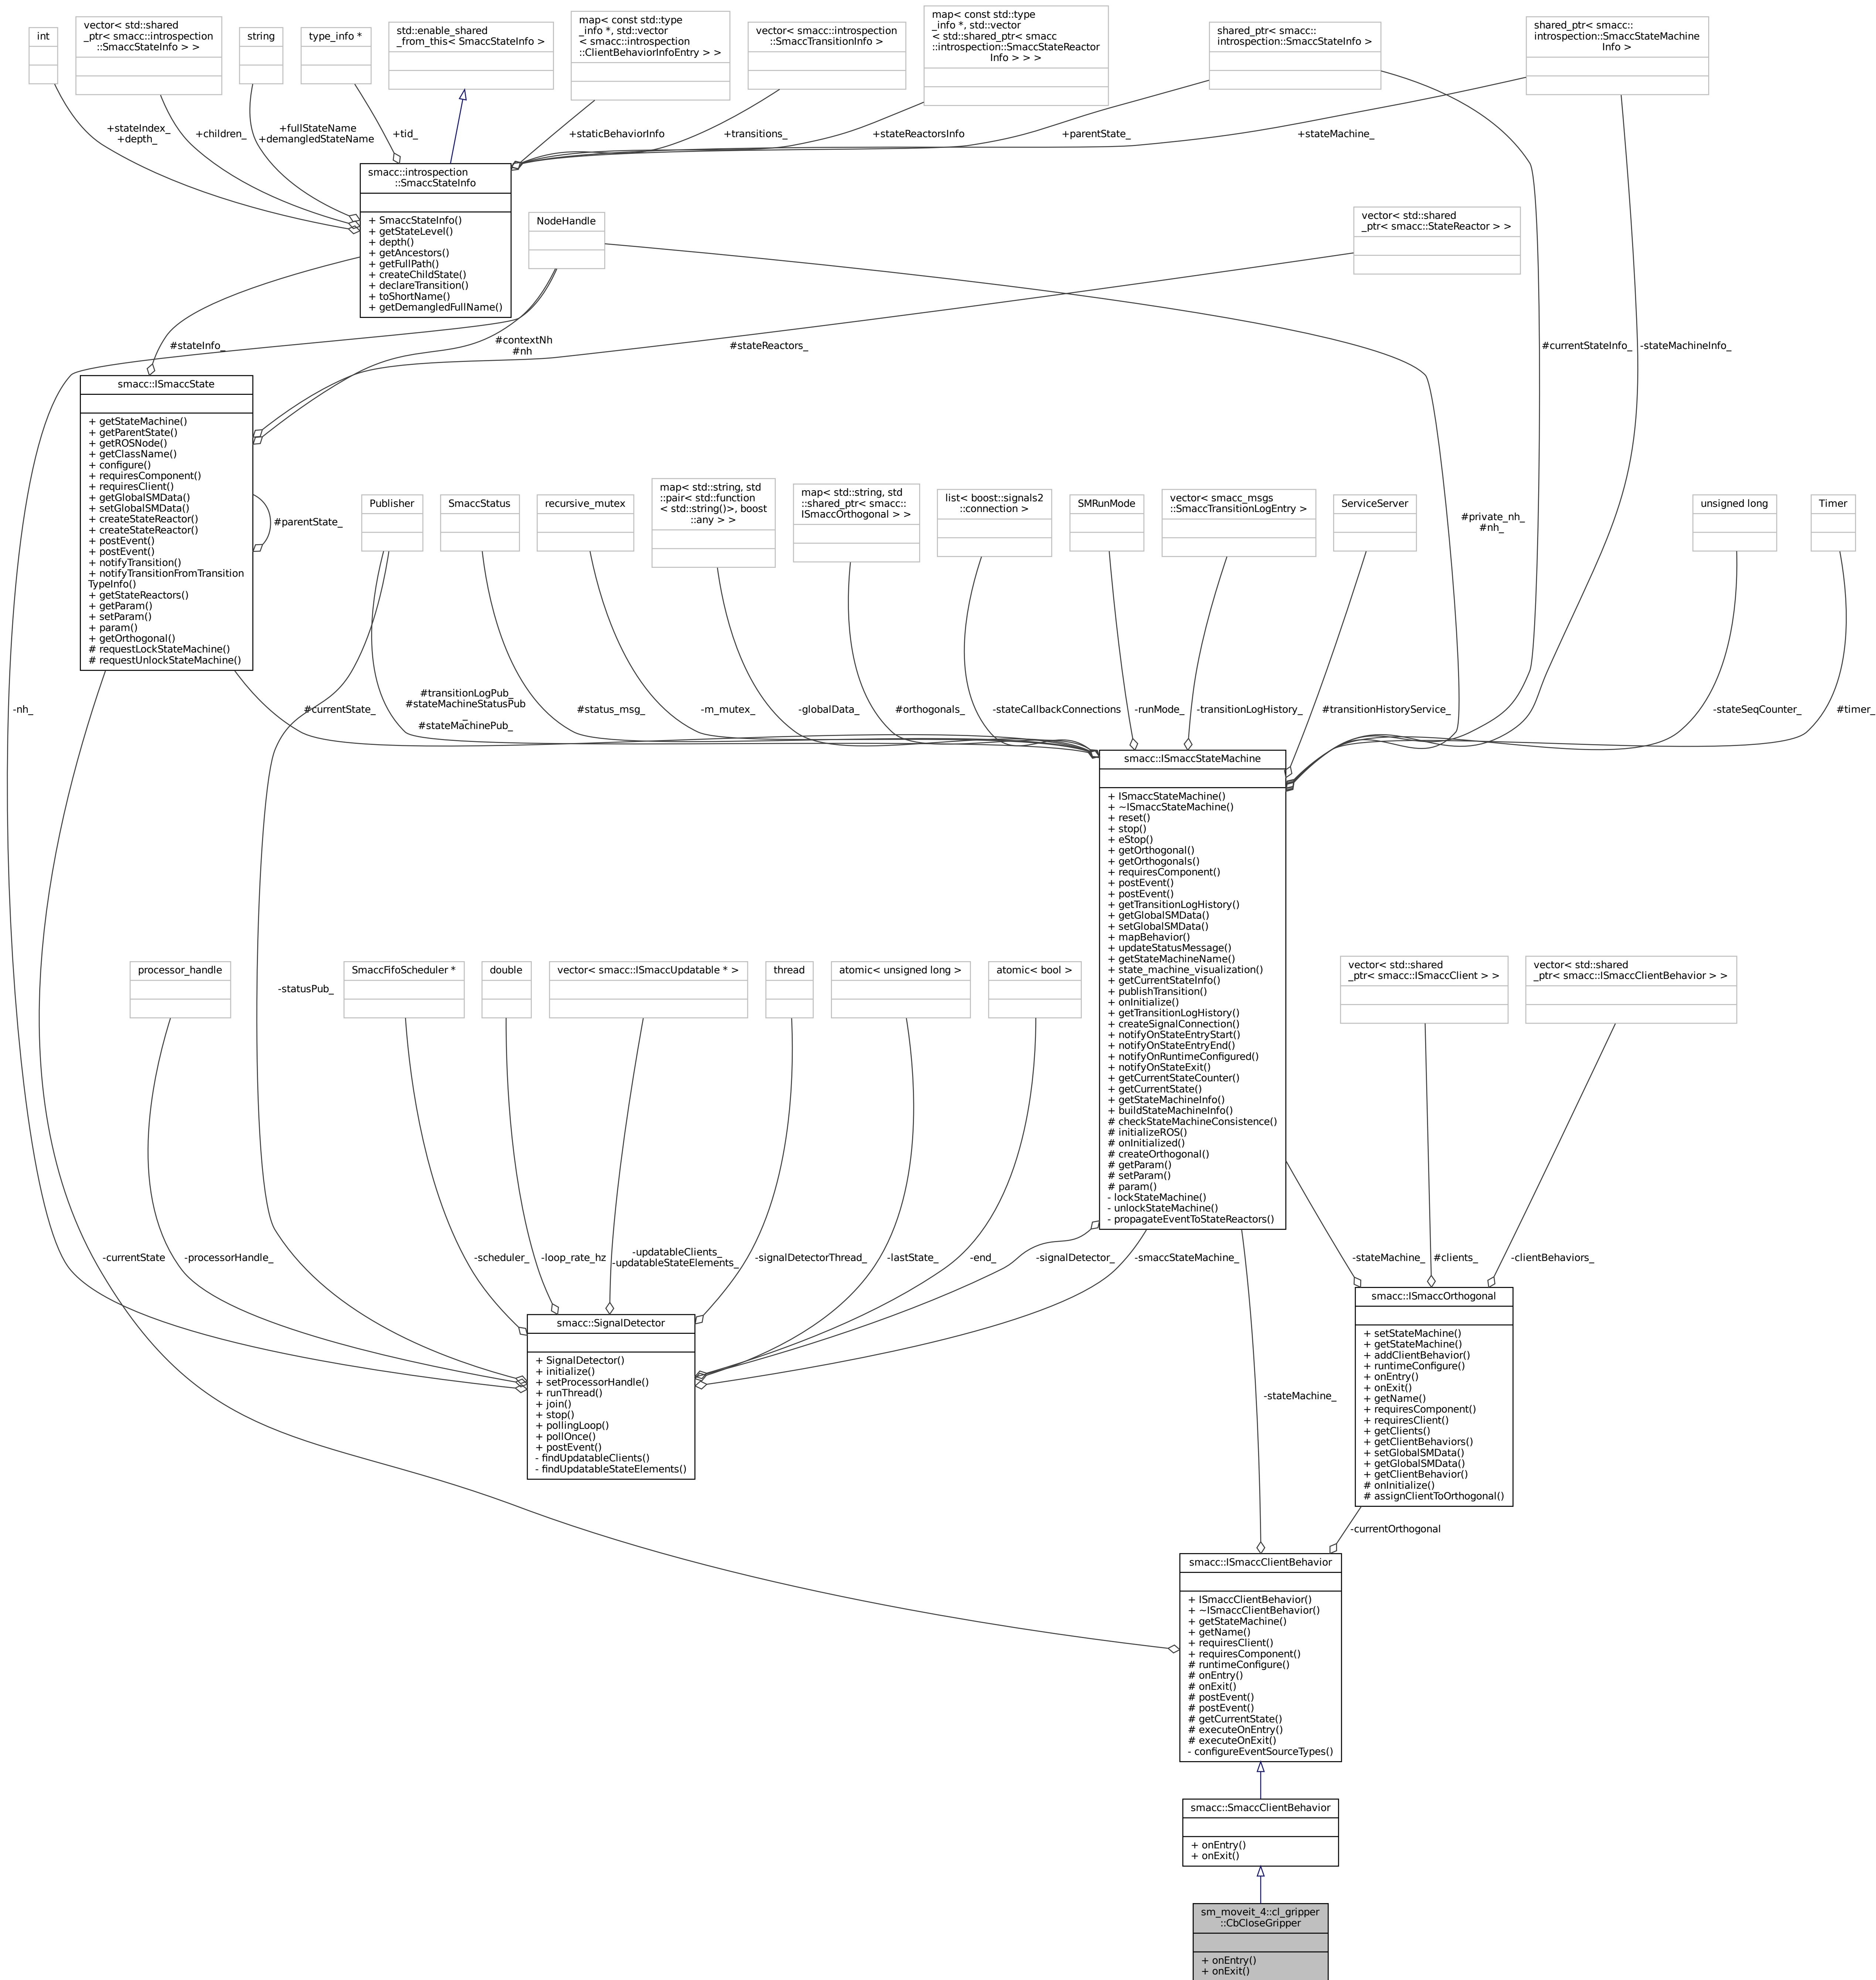 int
vector< std::shared
_ptr< smacc::introspection
::SmaccStateInfo > >
string
type_info *
std::enable_shared
_from_this< SmaccStateInfo >
map< const std::type
_info *, std::vector
< smacc::introspection
::ClientBehaviorInfoEntry > >
vector< smacc::introspection
::SmaccTransitionInfo >
map< const std::type
_info *, std::vector
< std::shared_ptr< smacc
::introspection::SmaccStateReactor
Info > > >
shared_ptr< smacc::
introspection::SmaccStateInfo >
shared_ptr< smacc::
introspection::SmaccStateMachine
Info >
+stateIndex_
+depth_
+children_
+fullStateName
+demangledStateName
+tid_
+staticBehaviorInfo
+transitions_
+stateReactorsInfo
+parentState_
+stateMachine_
smacc::introspection
::SmaccStateInfo
+ SmaccStateInfo()
+ getStateLevel()
+ depth()
+ getAncestors()
+ getFullPath()
+ createChildState()
+ declareTransition()
+ toShortName()
+ getDemangledFullName()
NodeHandle
vector< std::shared
_ptr< smacc::StateReactor > >
#stateInfo_
#contextNh
#nh
#stateReactors_
#currentStateInfo_
-stateMachineInfo_
smacc::ISmaccState
+ getStateMachine()
+ getParentState()
+ getROSNode()
+ getClassName()
+ configure()
+ requiresComponent()
+ requiresClient()
+ getGlobalSMData()
+ setGlobalSMData()
+ createStateReactor()
+ createStateReactor()
+ postEvent()
+ postEvent()
+ notifyTransition()
+ notifyTransitionFromTransition
TypeInfo()
+ getStateReactors()
+ getParam()
+ setParam()
+ param()
+ getOrthogonal()
# requestLockStateMachine()
# requestUnlockStateMachine()
#parentState_
Publisher
SmaccStatus
recursive_mutex
map< std::string, std
::pair< std::function
< std::string()>, boost
::any > >
map< std::string, std
::shared_ptr< smacc::
ISmaccOrthogonal > >
list< boost::signals2
::connection >
SMRunMode
vector< smacc_msgs
::SmaccTransitionLogEntry >
ServiceServer
#private_nh_
#nh_
unsigned long
Timer
-nh_
#currentState_
#transitionLogPub_
#stateMachineStatusPub
_
#stateMachinePub_
#status_msg_
-m_mutex_
-globalData_
#orthogonals_
-stateCallbackConnections
-runMode_
-transitionLogHistory_
#transitionHistoryService_
-stateSeqCounter_
#timer_
smacc::ISmaccStateMachine
+ ISmaccStateMachine()
+ ~ISmaccStateMachine()
+ reset()
+ stop()
+ eStop()
+ getOrthogonal()
+ getOrthogonals()
+ requiresComponent()
+ postEvent()
+ postEvent()
+ getTransitionLogHistory()
+ getGlobalSMData()
+ setGlobalSMData()
+ mapBehavior()
+ updateStatusMessage()
+ getStateMachineName()
+ state_machine_visualization()
+ getCurrentStateInfo()
+ publishTransition()
+ onInitialize()
+ getTransitionLogHistory()
+ createSignalConnection()
+ notifyOnStateEntryStart()
+ notifyOnStateEntryEnd()
+ notifyOnRuntimeConfigured()
+ notifyOnStateExit()
+ getCurrentStateCounter()
+ getCurrentState()
+ getStateMachineInfo()
+ buildStateMachineInfo()
# checkStateMachineConsistence()
# initializeROS()
# onInitialized()
# createOrthogonal()
# getParam()
# setParam()
# param()
- lockStateMachine()
- unlockStateMachine()
- propagateEventToStateReactors()
processor_handle
-statusPub_
SmaccFifoScheduler *
double
vector< smacc::ISmaccUpdatable * >
thread
atomic< unsigned long >
atomic< bool >
vector< std::shared
_ptr< smacc::ISmaccClient > >
vector< std::shared
_ptr< smacc::ISmaccClientBehavior > >
-currentState
-processorHandle_
-scheduler_
-loop_rate_hz
-updatableClients_
-updatableStateElements_
-signalDetectorThread_
-lastState_
-end_
-signalDetector_
-smaccStateMachine_
-stateMachine_
#clients_
-clientBehaviors_
smacc::SignalDetector
+ SignalDetector()
+ initialize()
+ setProcessorHandle()
+ runThread()
+ join()
+ stop()
+ pollingLoop()
+ pollOnce()
+ postEvent()
- findUpdatableClients()
- findUpdatableStateElements()
-stateMachine_
smacc::ISmaccOrthogonal
+ setStateMachine()
+ getStateMachine()
+ addClientBehavior()
+ runtimeConfigure()
+ onEntry()
+ onExit()
+ getName()
+ requiresComponent()
+ requiresClient()
+ getClients()
+ getClientBehaviors()
+ setGlobalSMData()
+ getGlobalSMData()
+ getClientBehavior()
# onInitialize()
# assignClientToOrthogonal()
-currentOrthogonal
smacc::ISmaccClientBehavior
+ ISmaccClientBehavior()
+ ~ISmaccClientBehavior()
+ getStateMachine()
+ getName()
+ requiresClient()
+ requiresComponent()
# runtimeConfigure()
# onEntry()
# onExit()
# postEvent()
# postEvent()
# getCurrentState()
# executeOnEntry()
# executeOnExit()
- configureEventSourceTypes()
smacc::SmaccClientBehavior
+ onEntry()
+ onExit()
sm_moveit_4::cl_gripper
::CbCloseGripper
+ onEntry()
+ onExit()